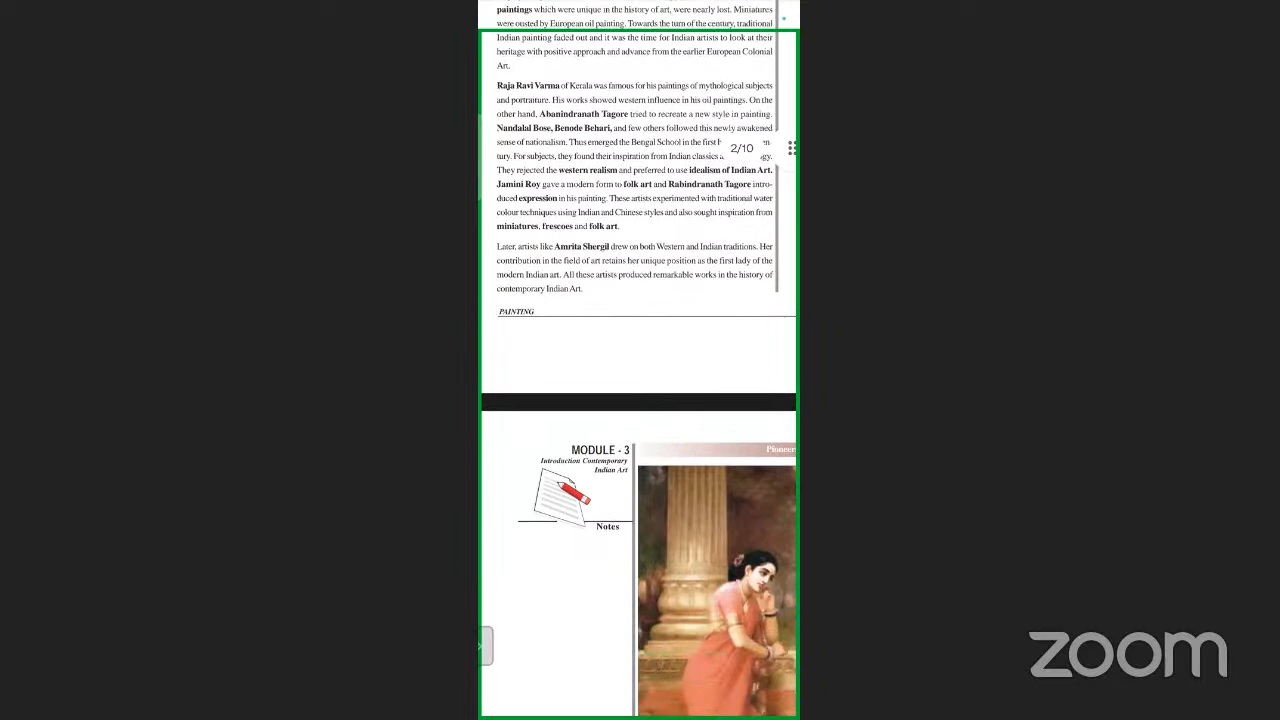 paintings which were unique in the history of art, were nearly lost. Miniatures
were ousted by European oil painting. Towards the turn of the century, traditional
Indian painting faded out and it was the time for Indian artists to look at their
heritage with positive approach and advance from the earlier European Colonial
Art.
Raja Ravi Varma of Kerala was famous for his paintings of mythological subjects
and portraiture. His works showed western influence in his oil paintings. On the
other hand, Abanindranath Tagore tried to recreate a new style in painting.
Nandalal Bose, Benode Behari, and few others followed this newly awakened
sense of nationalism. Thus emerged the Bengal School in the first
tury. For subjects, they found their inspiration from Indian classics
2/10
They rejected the western realism and preferred to use idealism of Indian Art.
Jamini Roy gave a modern form to folk art and Rabindranath Tagore intro-
duced expression in his painting. These artists experimented with traditional water
colour techniques using Indian and Chinese styles and also sought inspiration from
miniatures, frescoes and folk art.
Later, artists like Amrita Shergil drew on both Western and Indian traditions. Her
contribution in the field of art retains her unique position as the first lady of the
modern Indian art. All these artists produced remarkable works in the history of
contemporary Indian Art.
PAINTING
MODULE - 3
Introduction Contemporary
Indian Art
Notes
Pioneer
zoom